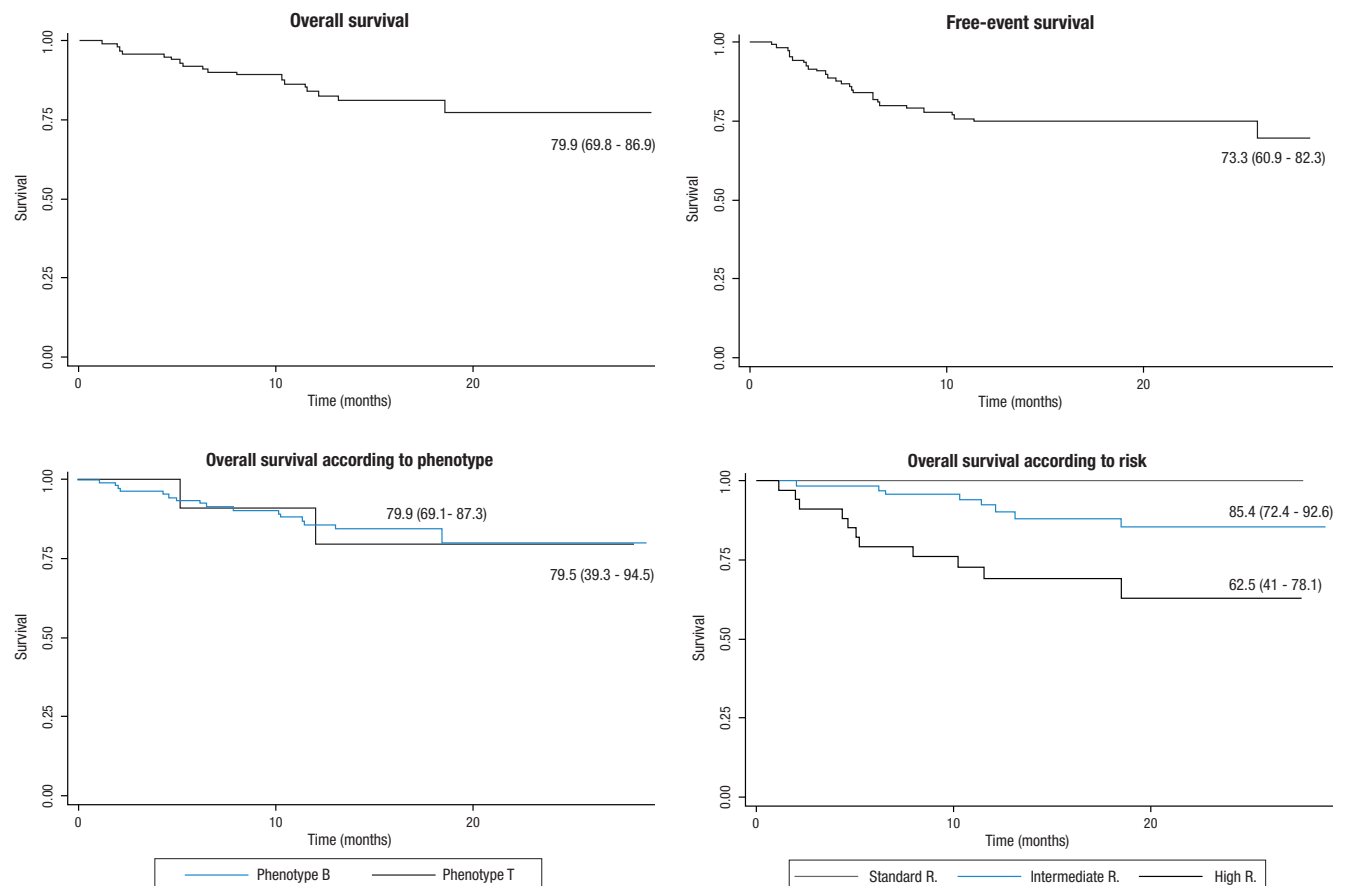 Overall survival
1.00
0.75
0.50
0.25
0.00
Survival
79.9 (69.8 - 86.9)
0
10
20
Time (months)
Free-event survival
1.00
0.75
0.50
0.25
0.00
Survival
73.3 (60.9 - 82.3)
0
10
20
Time (months)
Overall survival according to phenotype
1.00
0.75
0.50
0.25
0.00
Survival
79.9 (69.1- 87.3)
79.5 (39.3 - 94.5)
0
10
20
Time (months)
Phenotype B
Phenotype T
Overall survival according to risk
1.00
0.75
0.50
0.25
0.00
Survival
85.4 (72.4 - 92.6)
62.5 (41 - 78.1)
0
10
20
Time (months)
Standard R.
Intermediate R.
High R.